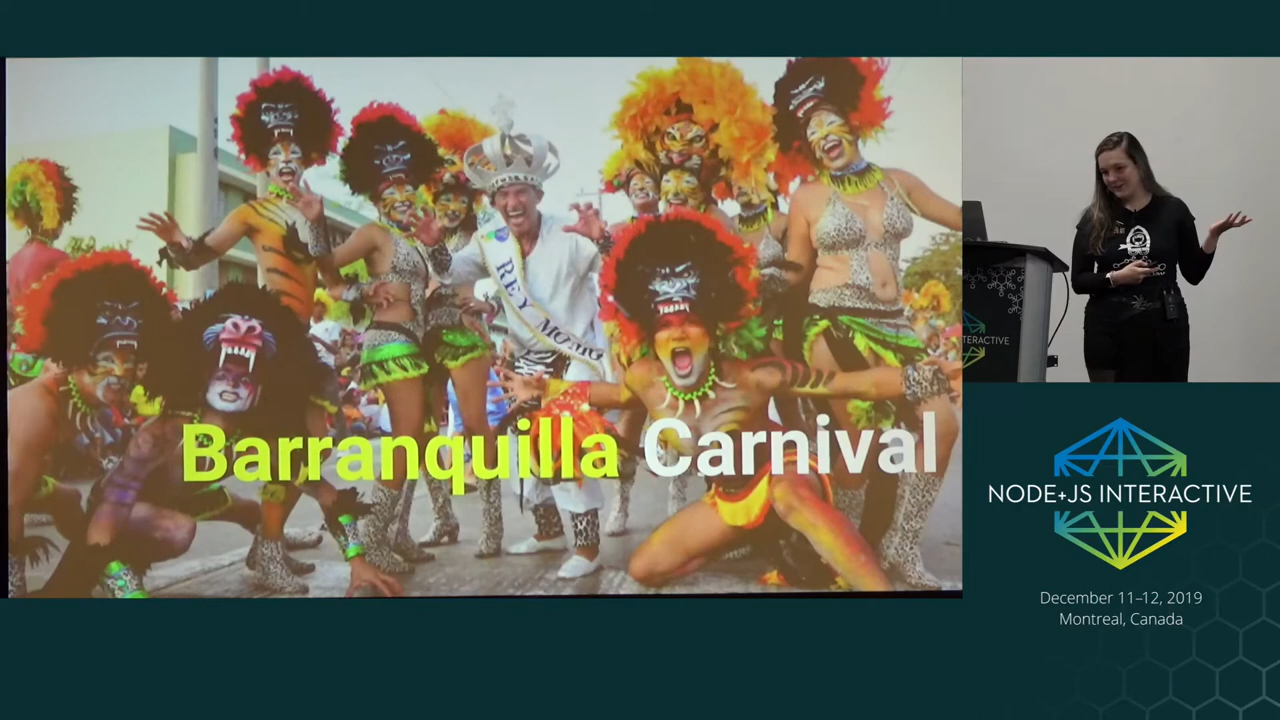 REY MOMO
Barranquilla Carnival
INTERACTIVE
NODE+JS INTERACTIVE
December 11–12, 2019
Montreal, Canada